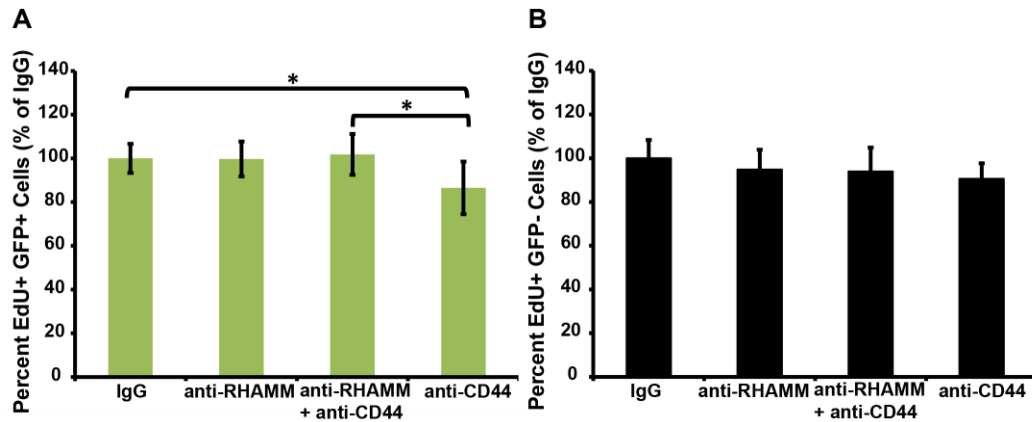 A
Percent EdU+ GFP+ Cells (% of IgG)
140
120
100
80
60
40
20
0
*
*
IgG
anti-RHAMM
anti-RHAMM
+ anti-CD44
anti-CD44
B
Percent EdU+ GFP- Cells (% of IgG)
140
120
100
80
60
40
20
0
IgG
anti-RHAMM
anti-RHAMM
+ anti-CD44
anti-CD44